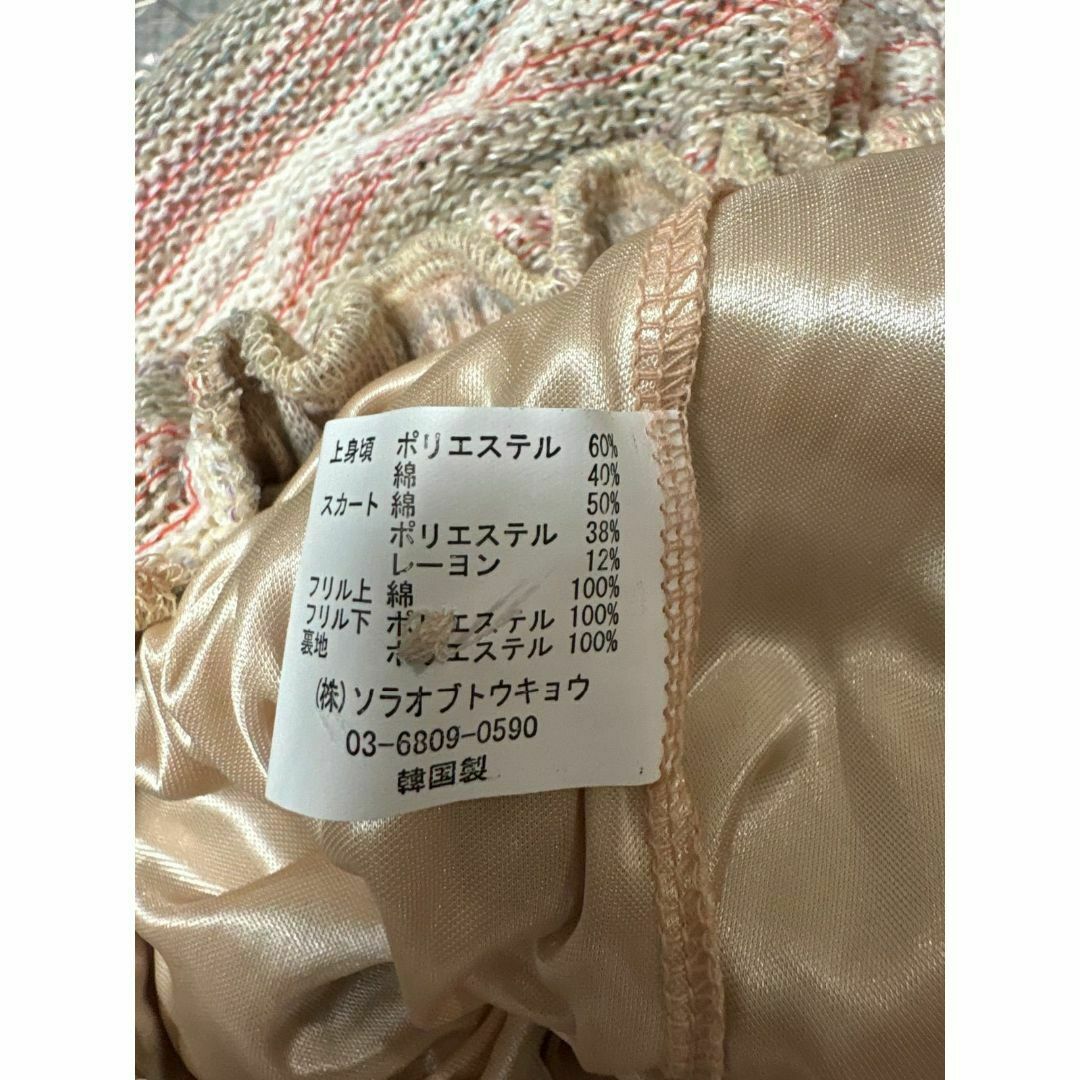 上身頃 ポリエステル 60%
綿 40%
スカート 綿 50%
ポリエステル 38%
レーヨン 12%
フリル上 綿 100%
フリル下 ポリエステル 100%
裏地 ポリエステル 100%
(株)ソラオブトウキョウ
03-6809-0590
韓国製